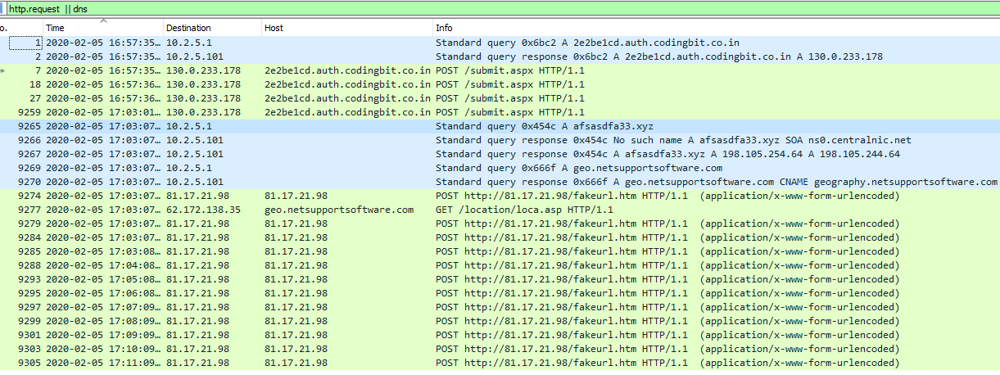 http.request || dns
o. Time Destination Host Info
1 2020-02-05 16:57:35… 10.2.5.1 Standard query 0x6bc2 A 2e2be1cd.auth.codingbit.co.in
2 2020-02-05 16:57:35… 10.2.5.101 Standard query response 0x6bc2 A 2e2be1cd.auth.codingbit.co.in A 130.0.233.178
7 2020-02-05 16:57:35… 130.0.233.178 2e2be1cd.auth.codingbit.co.in POST /submit.aspx HTTP/1.1
18 2020-02-05 16:57:36… 130.0.233.178 2e2be1cd.auth.codingbit.co.in POST /submit.aspx HTTP/1.1
27 2020-02-05 16:57:36… 130.0.233.178 2e2be1cd.auth.codingbit.co.in POST /submit.aspx HTTP/1.1
9259 2020-02-05 17:03:01… 130.0.233.178 2e2be1cd.auth.codingbit.co.in POST /submit.aspx HTTP/1.1
9265 2020-02-05 17:03:07… 10.2.5.1 Standard query 0x454c A afsasdfa33.xyz
9266 2020-02-05 17:03:07… 10.2.5.101 Standard query response 0x454c No such name A afsasdfa33.xyz SOA ns0.centralnic.net
9267 2020-02-05 17:03:07… 10.2.5.101 Standard query response 0x454c A afsasdfa33.xyz A 198.105.254.64 A 198.105.244.64
9269 2020-02-05 17:03:07… 10.2.5.1 Standard query 0x666f A geo.netsupportsoftware.com
9270 2020-02-05 17:03:07… 10.2.5.101 Standard query response 0x666f A geo.netsupportsoftware.com CNAME geography.netsupportsoftware.com
9274 2020-02-05 17:03:07… 81.17.21.98 81.17.21.98 POST http://81.17.21.98/fakeurl.htm HTTP/1.1 (application/x-www-form-urlencoded)
9277 2020-02-05 17:03:07… 62.172.138.35 geo.netsupportsoftware.com GET /location/loca.asp HTTP/1.1
9279 2020-02-05 17:03:07… 81.17.21.98 81.17.21.98 POST http://81.17.21.98/fakeurl.htm HTTP/1.1 (application/x-www-form-urlencoded)
9284 2020-02-05 17:03:07… 81.17.21.98 81.17.21.98 POST http://81.17.21.98/fakeurl.htm HTTP/1.1 (application/x-www-form-urlencoded)
9285 2020-02-05 17:03:08… 81.17.21.98 81.17.21.98 POST http://81.17.21.98/fakeurl.htm HTTP/1.1 (application/x-www-form-urlencoded)
9288 2020-02-05 17:04:08… 81.17.21.98 81.17.21.98 POST http://81.17.21.98/fakeurl.htm HTTP/1.1 (application/x-www-form-urlencoded)
9293 2020-02-05 17:05:08… 81.17.21.98 81.17.21.98 POST http://81.17.21.98/fakeurl.htm HTTP/1.1 (application/x-www-form-urlencoded)
9295 2020-02-05 17:06:08… 81.17.21.98 81.17.21.98 POST http://81.17.21.98/fakeurl.htm HTTP/1.1 (application/x-www-form-urlencoded)
9297 2020-02-05 17:07:09… 81.17.21.98 81.17.21.98 POST http://81.17.21.98/fakeurl.htm HTTP/1.1 (application/x-www-form-urlencoded)
9299 2020-02-05 17:08:09… 81.17.21.98 81.17.21.98 POST http://81.17.21.98/fakeurl.htm HTTP/1.1 (application/x-www-form-urlencoded)
9301 2020-02-05 17:09:09… 81.17.21.98 81.17.21.98 POST http://81.17.21.98/fakeurl.htm HTTP/1.1 (application/x-www-form-urlencoded)
9303 2020-02-05 17:10:09… 81.17.21.98 81.17.21.98 POST http://81.17.21.98/fakeurl.htm HTTP/1.1 (application/x-www-form-urlencoded)
9305 2020-02-05 17:11:09… 81.17.21.98 81.17.21.98 POST http://81.17.21.98/fakeurl.htm HTTP/1.1 (application/x-www-form-urlencoded)